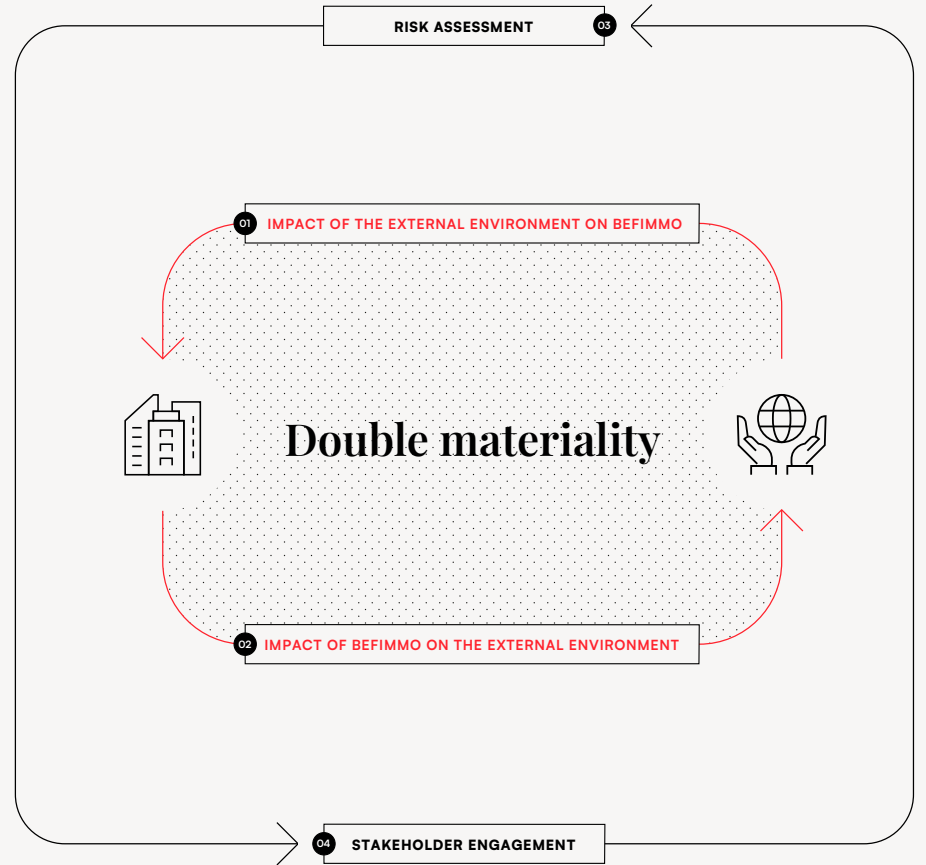 RISK ASSESSMENT 03
01 IMPACT OF THE EXTERNAL ENVIRONMENT ON BEFIMMO
Double materiality
02 IMPACT OF BEFIMMO ON THE EXTERNAL ENVIRONMENT
04 STAKEHOLDER ENGAGEMENT